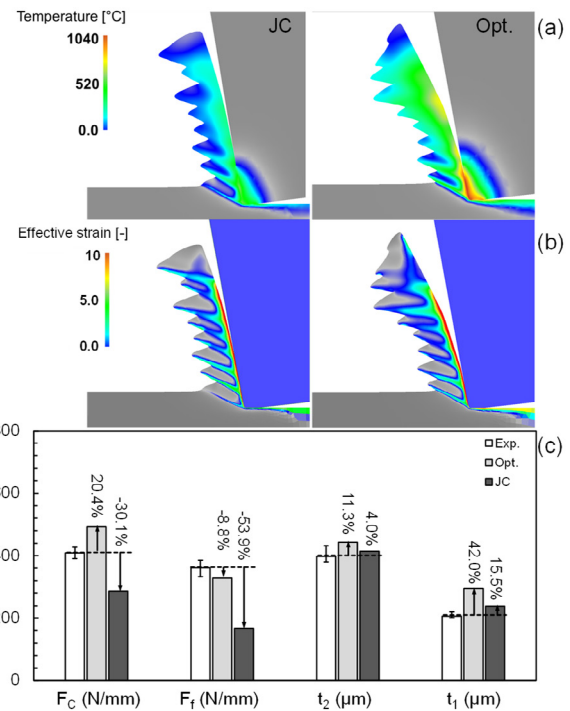 Temperature [°C]
JC
Opt.
(a)
1040
520
0.0
Effective strain [-]
(b)
10
5.0
0.0
(c)
Exp.
Opt.
JC
20.4%
-30.1%
-8.8%
-53.9%
11.3%
4.0%
42.0%
15.5%
200
0
F_C (N/mm)
F_f (N/mm)
t_2 (µm)
t_1 (µm)